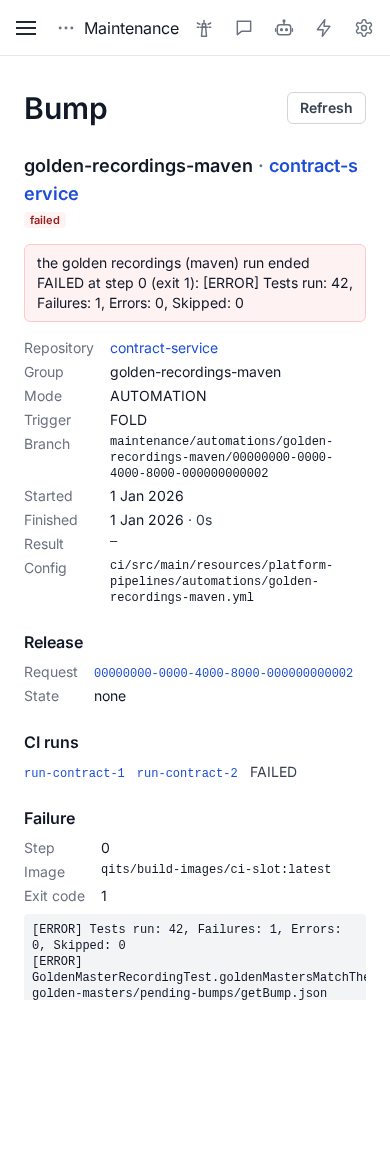 Maintenance
Bump
Refresh
golden-recordings-maven · contract-s
ervice
failed
the golden recordings (maven) run ended
FAILED at step 0 (exit 1): [ERROR] Tests run: 42,
Failures: 1, Errors: 0, Skipped: 0
Repository contract-service
Group golden-recordings-maven
Mode AUTOMATION
Trigger FOLD
Branch maintenance/automations/golden-
recordings-maven/00000000-0000-
4000-8000-000000000002
Started 1 Jan 2026
Finished 1 Jan 2026 · 0s
Result –
Config ci/src/main/resources/platform-
pipelines/automations/golden-
recordings-maven.yml
Release
Request 00000000-0000-4000-8000-000000000002
State none
CI runs
run-contract-1 run-contract-2 FAILED
Failure
Step 0
Image qits/build-images/ci-slot:latest
Exit code 1
[ERROR] Tests run: 42, Failures: 1, Errors:
0, Skipped: 0
[ERROR]
GoldenMasterRecordingTest.goldenMastersMatchThe
golden-masters/pending-bumps/getBump.json